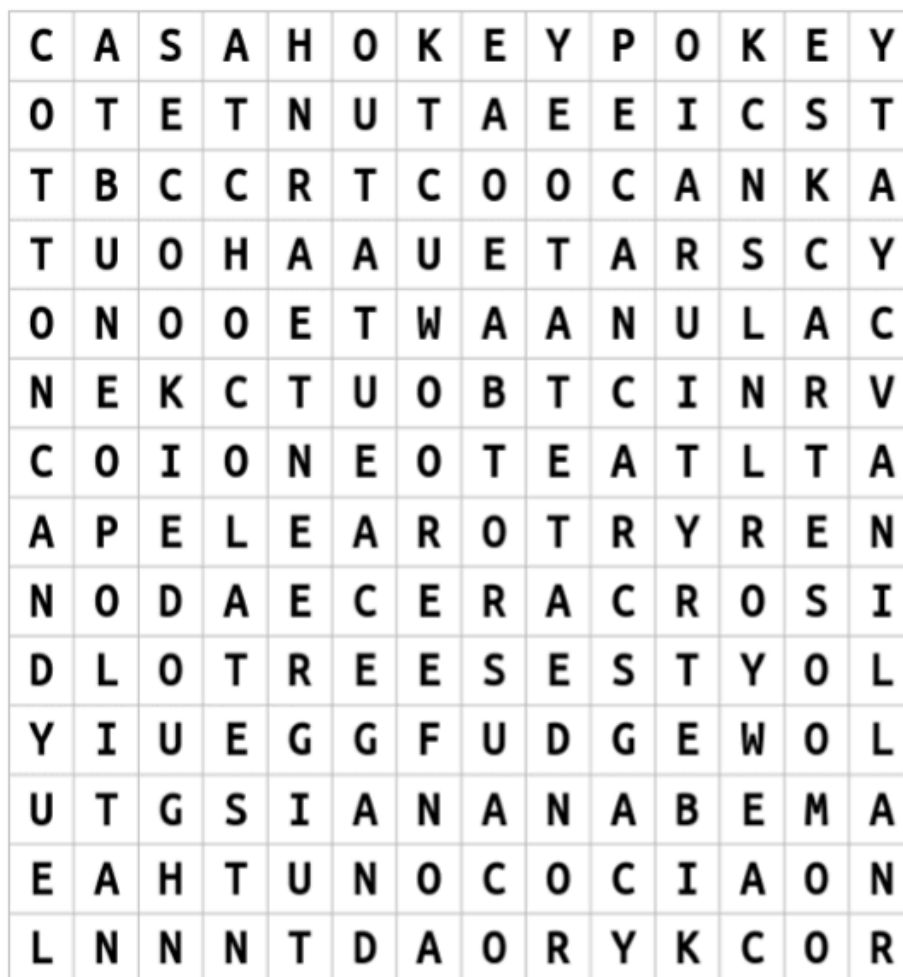 C A S A H O K E Y P O K E Y
O T E T N U T A E E I C S T
T B C C R T C O O C A N K A
T U O H A A U E T A R S C Y
O N O O E T W A A N U L A C
N E K C T U O B T C I N R V
C O I O N E O T E A T L T A
A P E L E A R O T R Y R E N
N O D A E C E R A C R O S I
D L O T R E E S E S T Y O L
Y I U E G G F U D G E W O L
U T G S I A N A N A B E M A
E A H T U N O C O C I A O N
L N N N T D A O R Y K C O R